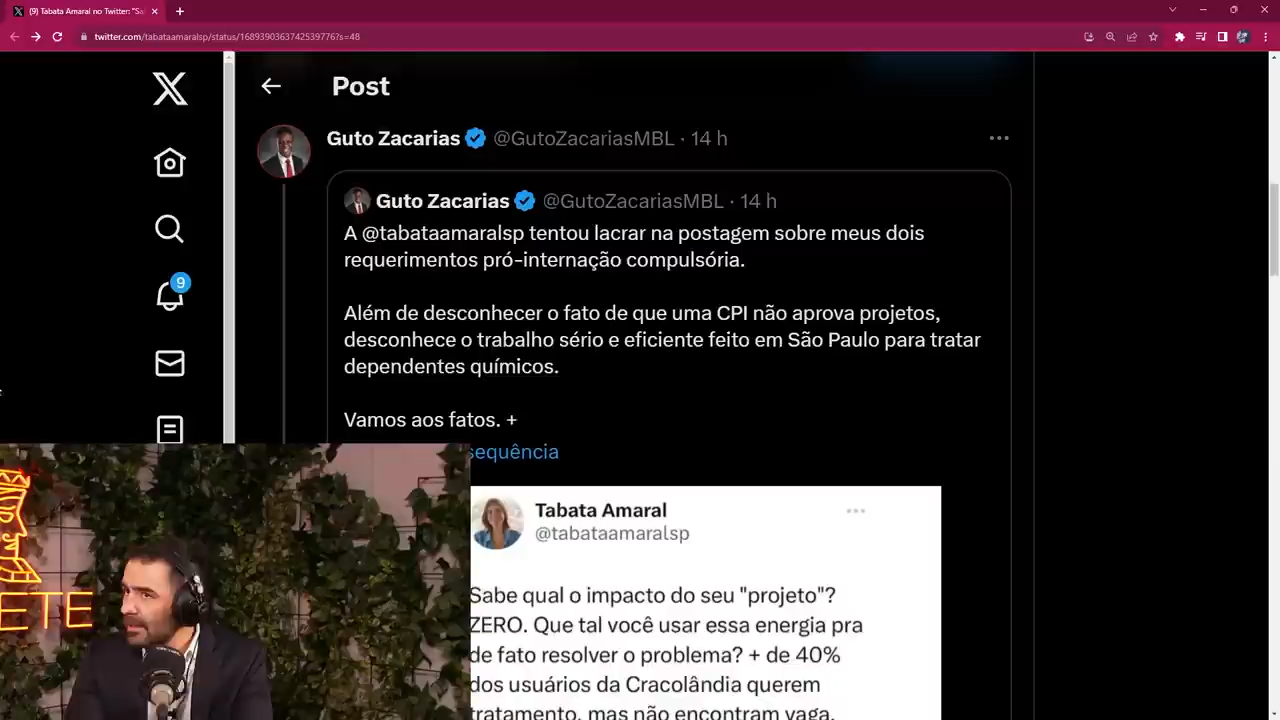 (9) Tabata Amaral no Twitter: "Sa
twitter.com/tabataamaralsp/status/1689390363742539776?s=48
Post
Guto Zacarias @GutoZacariasMBL · 14 h
Guto Zacarias @GutoZacariasMBL · 14 h
A @tabataamaralsp tentou lacrar na postagem sobre meus dois
requerimentos pró-internação compulsória.
Além de desconhecer o fato de que uma CPI não aprova projetos,
desconhece o trabalho sério e eficiente feito em São Paulo para tratar
dependentes químicos.
Vamos aos fatos. +
sequência
9
Tabata Amaral
@tabataamaralsp
Sabe qual o impacto do seu "projeto"?
ZERO. Que tal você usar essa energia pra
de fato resolver o problema? + de 40%
dos usuários da Cracolândia querem
tratamento, mas não encontram vaga.
ETE